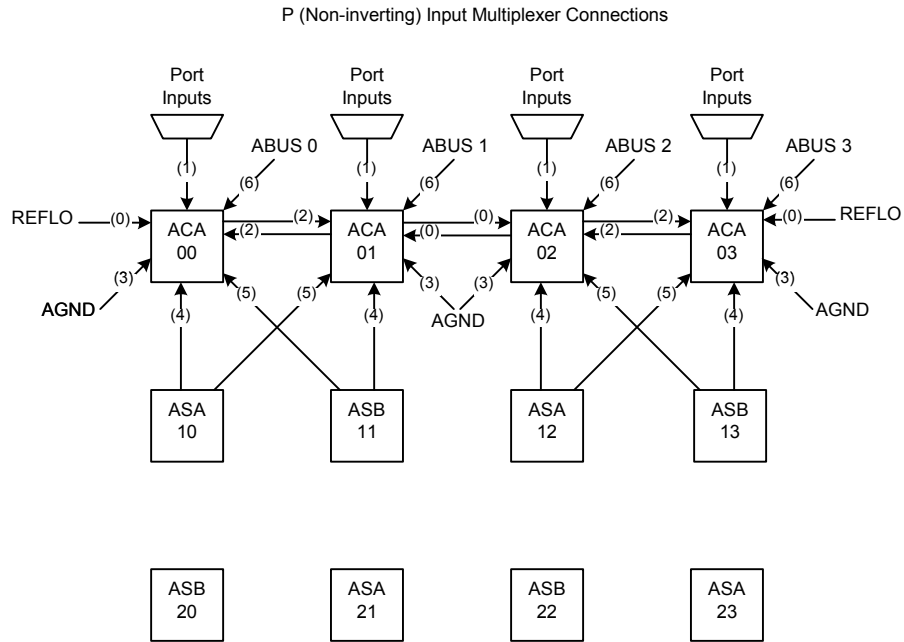 P (Non-inverting) Input Multiplexer Connections
Port
Inputs
Port
Inputs
Port
Inputs
Port
Inputs
ABUS 0
ABUS 1
ABUS 2
ABUS 3
(1)
(1)
(1)
(1)
(6)
(6)
(6)
(6)
REFLO
(0)
ACA
00
(2)
(2)
ACA
01
(0)
(0)
ACA
02
(2)
(2)
ACA
03
(0)
REFLO
(3)
(3)
(3)
(3)
AGND
AGND
AGND
(4)
(5)
(5)
(4)
(4)
(5)
(5)
(4)
ASA
10
ASB
11
ASA
12
ASB
13
ASB
20
ASA
21
ASB
22
ASA
23